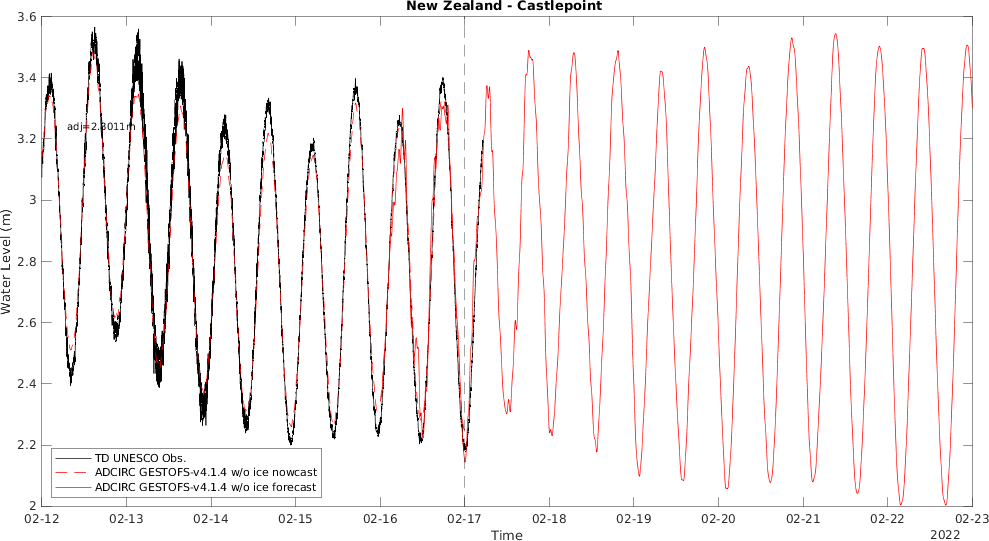 New Zealand - Castlepoint
Water Level (m)
3.6
3.4
3.2
3
2.8
2.6
2.4
2.2
2
adj=2.8011m
TD UNESCO Obs.
ADCIRC GESTOFS-v4.1.4 w/o ice nowcast
ADCIRC GESTOFS-v4.1.4 w/o ice forecast
02-12 02-13 02-14 02-15 02-16 02-17 02-18 02-19 02-20 02-21 02-22 02-23
Time
2022